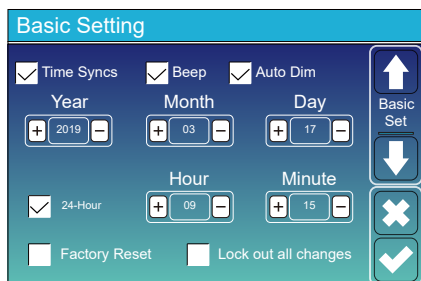 Basic Setting
Time Syncs Beep Auto Dim
Year Month Day
+ 2019 − + 03 − + 17 −
Basic
Set
Hour Minute
24-Hour + 09 − + 15 −
Factory Reset Lock out all changes